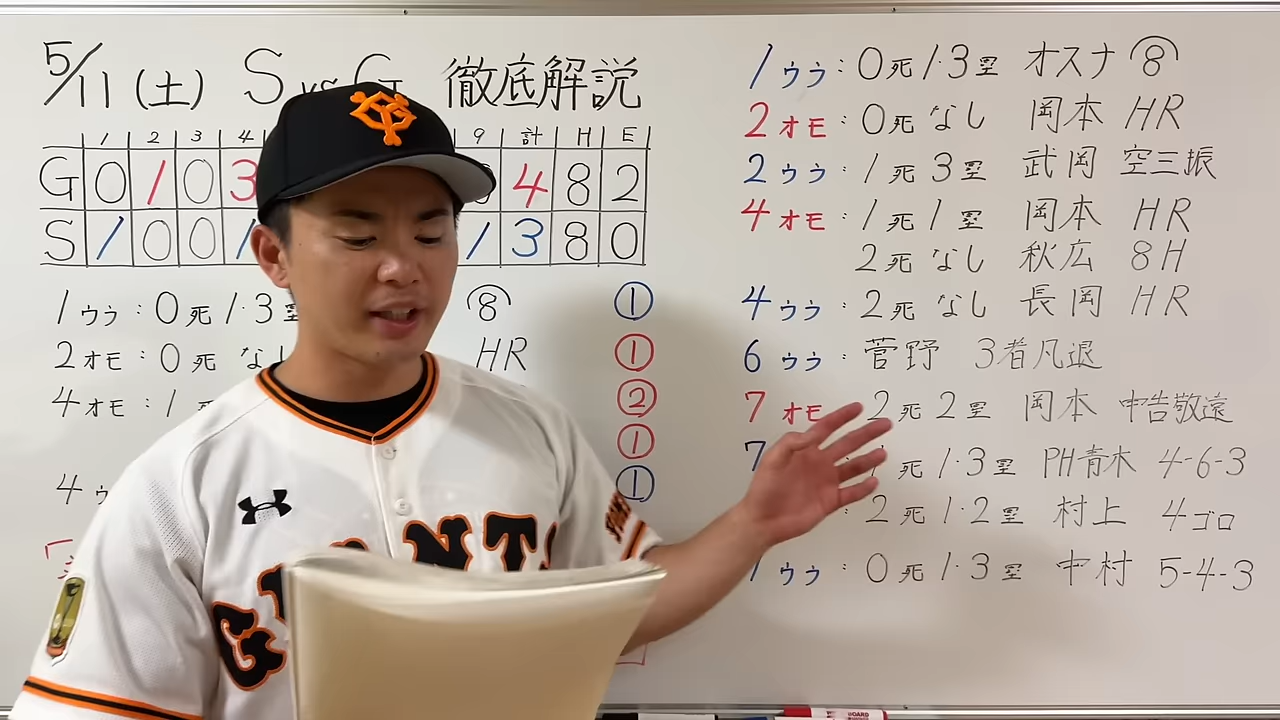 5/11(土) S vs G 徹底解説
1 2 3 4 9 計 H E
G 0 1 0 3 4 8 2
S 1 0 0 1 1 3 8 0
1ウラ:0死1·3塁 ⑧ ①
2オモ:0死なし HR ①
4オモ:1死 ②
①
4ウ ①
1ウラ:0死1·3塁 オスナ ⑧
2オモ:0死なし 岡本 HR
2ウラ:1死3塁 武岡 空三振
4オモ:1死1塁 岡本 HR
2死なし 秋広 8H
4ウラ:2死なし 長岡 HR
6ウラ:菅野 3者凡退
7オモ 2死2塁 岡本 申告敬遠
7 死1·3塁 PH青木 4-6-3
:2死1·2塁 村上 4ゴロ
ウラ:0死1·3塁 中村 5-4-3
YG
GIANTS
BOARD